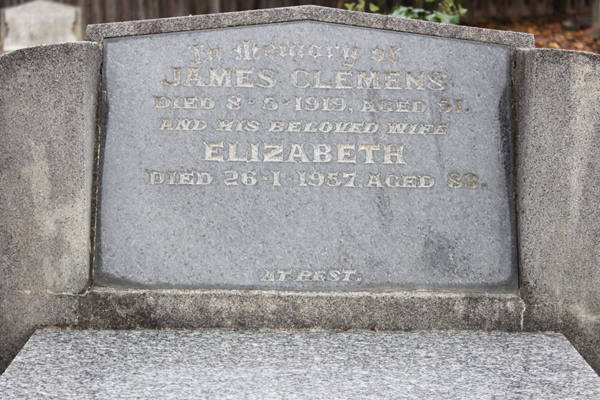 In Memory of
JAMES CLEMENS
DIED 8-5-1919, AGED 51.
AND HIS BELOVED WIFE
ELIZABETH
DIED 26-1-1957, AGED
AT REST.